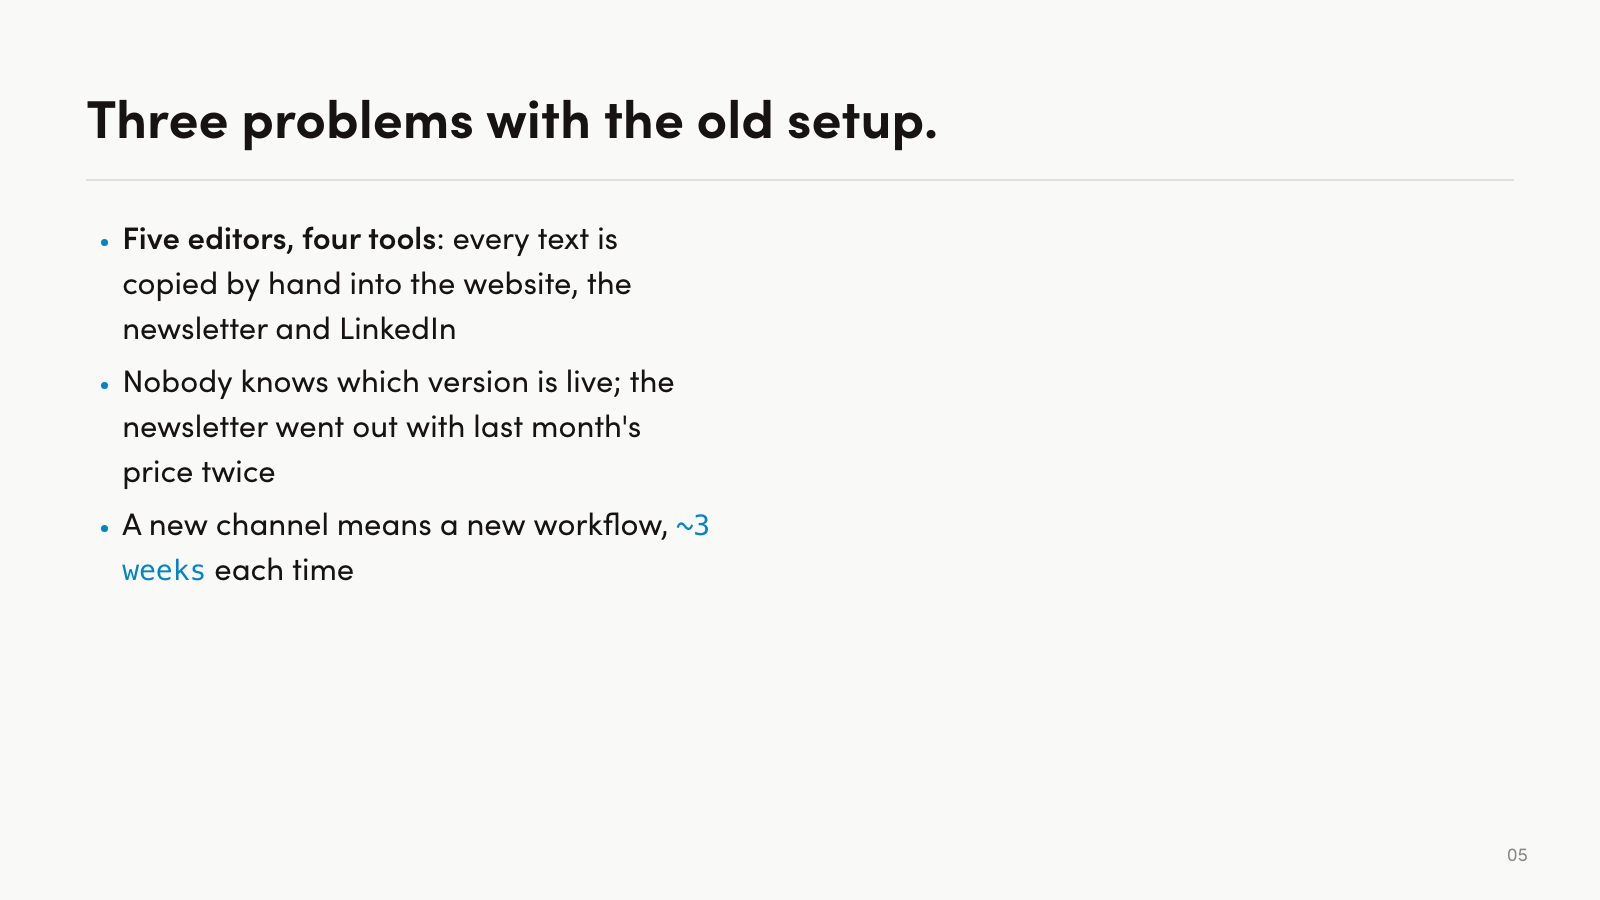 Three problems with the old setup.
• Five editors, four tools: every text is
copied by hand into the website, the
newsletter and LinkedIn
• Nobody knows which version is live; the
newsletter went out with last month's
price twice
• A new channel means a new workflow, ~3
weeks each time
05